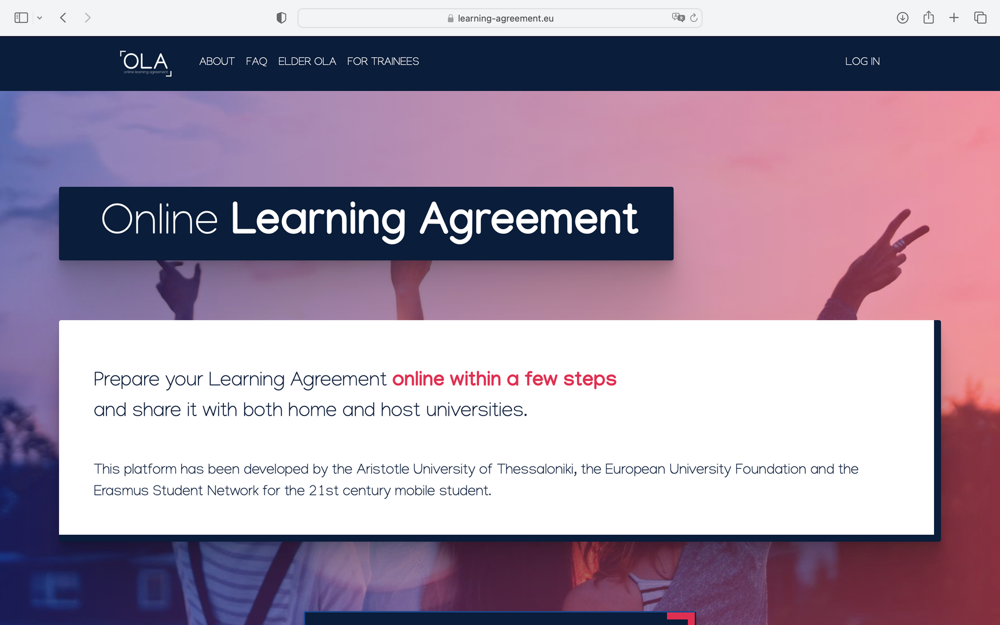 learning-agreement.eu
OLA
online learning agreement
ABOUT FAQ ELDER OLA FOR TRAINEES LOG IN
Online Learning Agreement
Prepare your Learning Agreement online within a few steps
and share it with both home and host universities.
This platform has been developed by the Aristotle University of Thessaloniki, the European University Foundation and the
Erasmus Student Network for the 21st century mobile student.